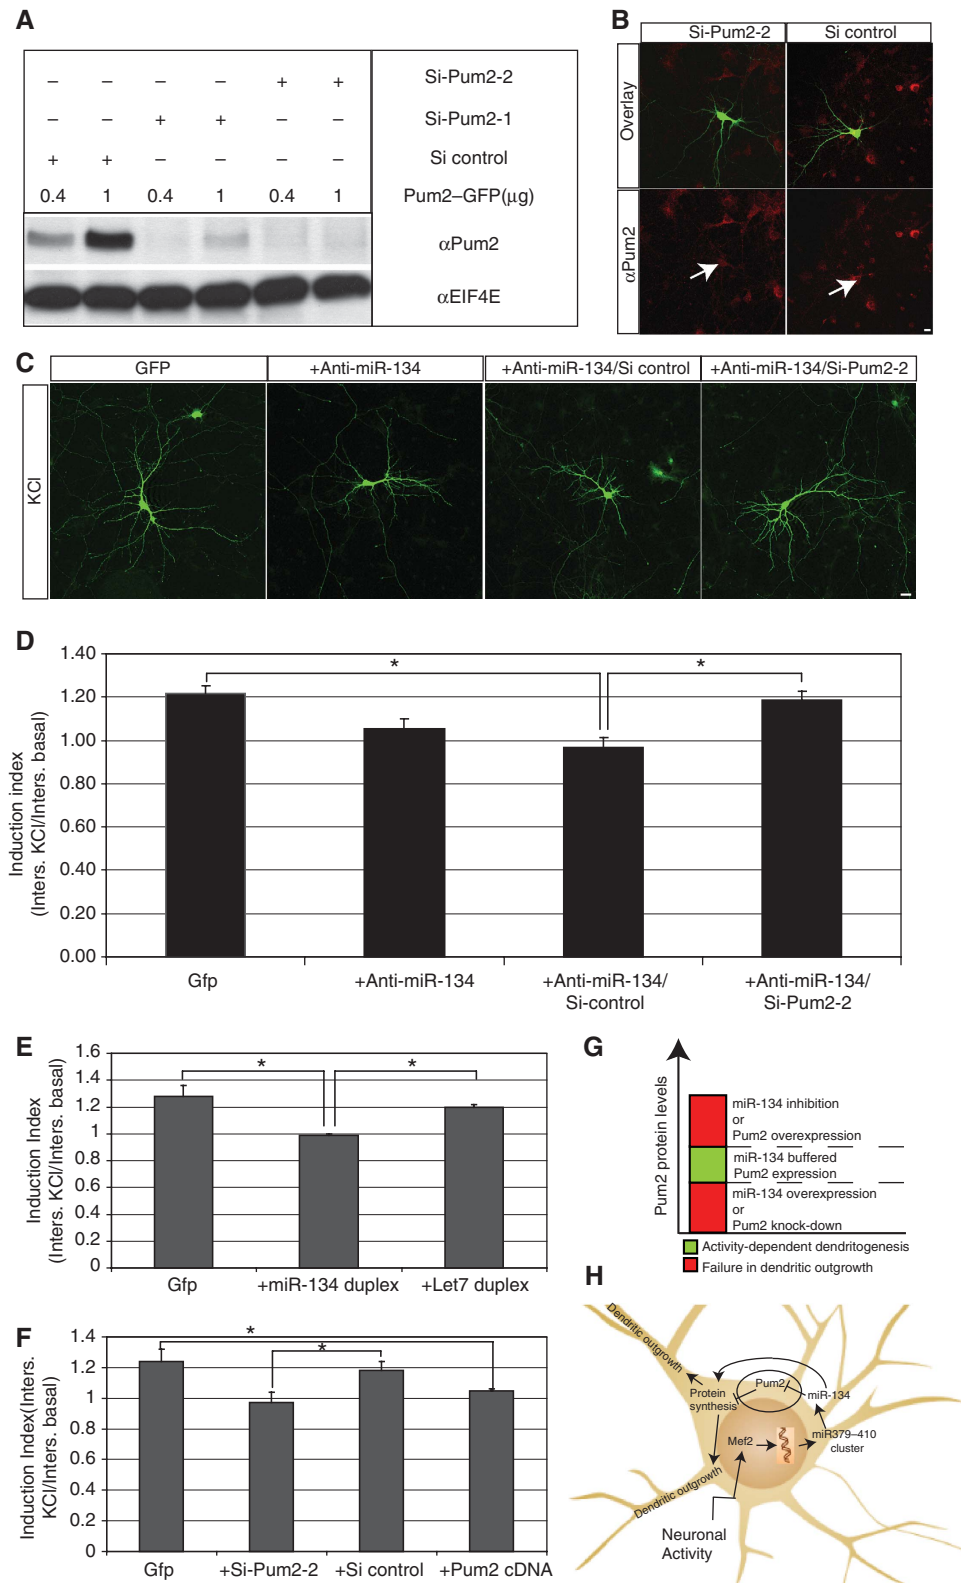 A
– – – – + + Si-Pum2-2
– – + + – – Si-Pum2-1
+ + – – – – Si control
0.4 1 0.4 1 0.4 1 Pum2–GFP(μg)
αPum2
αEIF4E
B
Si-Pum2-2 Si control
Overlay
αPum2
C
GFP +Anti-miR-134 +Anti-miR-134/Si control +Anti-miR-134/Si-Pum2-2
KCl
D
Induction index
(Inters. KCl/Inters. basal)
1.40
1.20
1.00
0.80
0.60
0.40
0.20
0.00
* *
Gfp +Anti-miR-134 +Anti-miR-134/ +Anti-miR-134/
Si-control Si-Pum2-2
E
Induction Index
(Inters. KCl/Inters. basal)
1.6
1.4
1.2
1
0.8
0.6
0.4
0.2
0
* *
Gfp +miR-134 duplex +Let7 duplex
F
Induction Index(Inters.
KCl/Inters. basal)
1.4
1.2
1
0.8
0.6
0.4
0.2
0
*
*
Gfp +Si-Pum2-2 +Si control +Pum2 cDNA
G
Pum2 protein levels
miR-134 inhibition
or
Pum2 overexpression
miR-134 buffered
Pum2 expression
miR-134 overexpression
or
Pum2 knock-down
Activity-dependent dendritogenesis
Failure in dendritic outgrowth
H
Dendritic outgrowth
Pum2
Protein
synthesis
miR-134
Mef2
miR379–410
cluster
Dendritic outgrowth
Neuronal
Activity